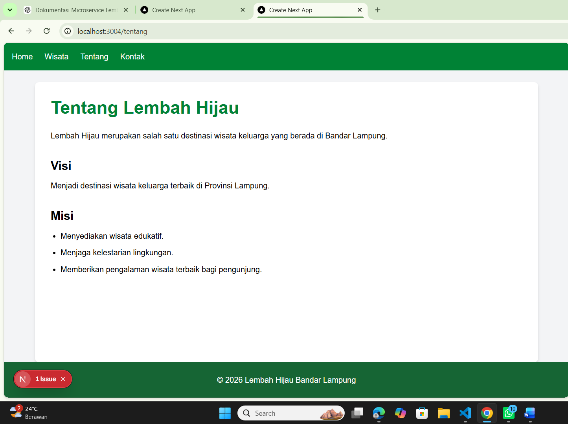 Dokumentasi Microservice Lem
Create Next App
Create Next App
localhost:3004/tentang
Home Wisata Tentang Kontak
Tentang Lembah Hijau
Lembah Hijau merupakan salah satu destinasi wisata keluarga yang berada di Bandar Lampung.
Visi
Menjadi destinasi wisata keluarga terbaik di Provinsi Lampung.
Misi
Menyediakan wisata edukatif.
Menjaga kelestarian lingkungan.
Memberikan pengalaman wisata terbaik bagi pengunjung.
N 1 Issue
© 2026 Lembah Hijau Bandar Lampung
24°C
Berawan
Search